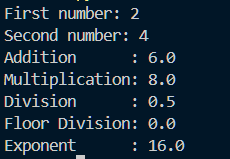 First number: 2
Second number: 4
Addition      : 6.0
Multiplication: 8.0
Division      : 0.5
Floor Division: 0.0
Exponent      : 16.0